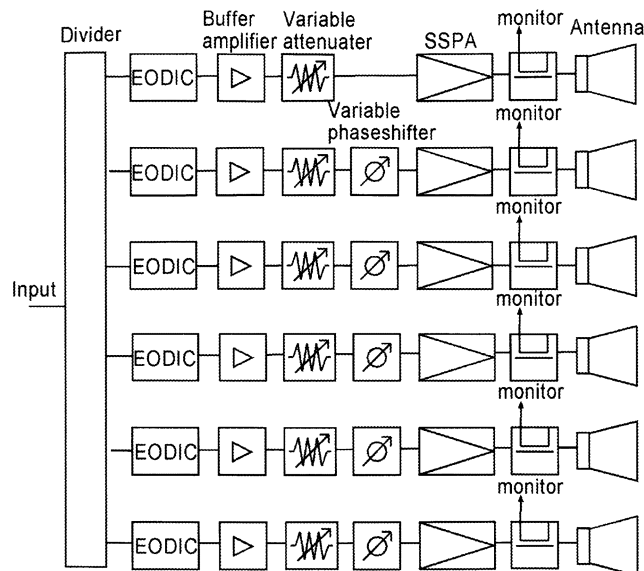 Divider
Buffer
amplifier
Variable
attenuater
SSPA
monitor
Antenna
EODIC
Variable
phaseshifter
monitor
EODIC
monitor
EODIC
Input
monitor
EODIC
monitor
EODIC
monitor
EODIC